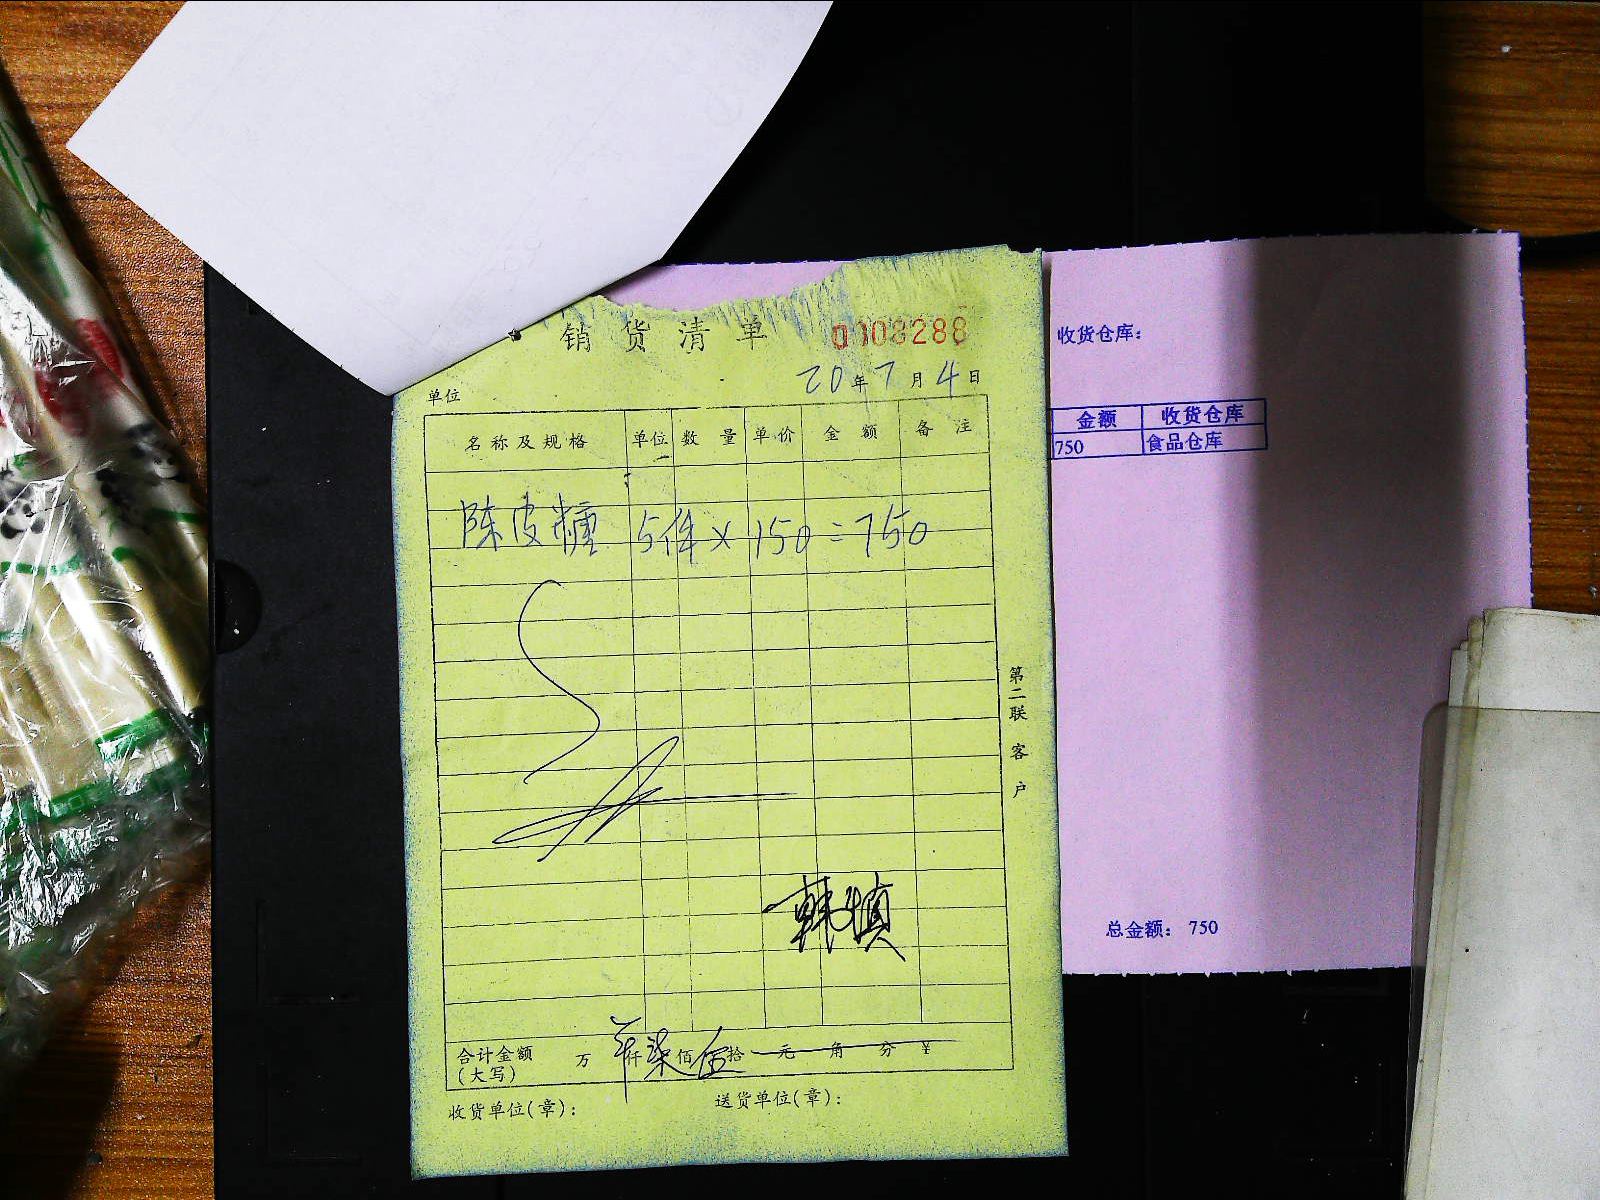 销货清单 0008288
20年7月4日
单位
名称及规格 单位 数量 单价 金额 备注
陈皮糖 5件×150=750
韩慎
合计金额
(大写) 万 仟柒佰伍拾 元 角 分 ¥
收货单位(章): 送货单位(章):
第二联 客户
收货仓库:
金额 收货仓库
750 食品仓库
总金额: 750